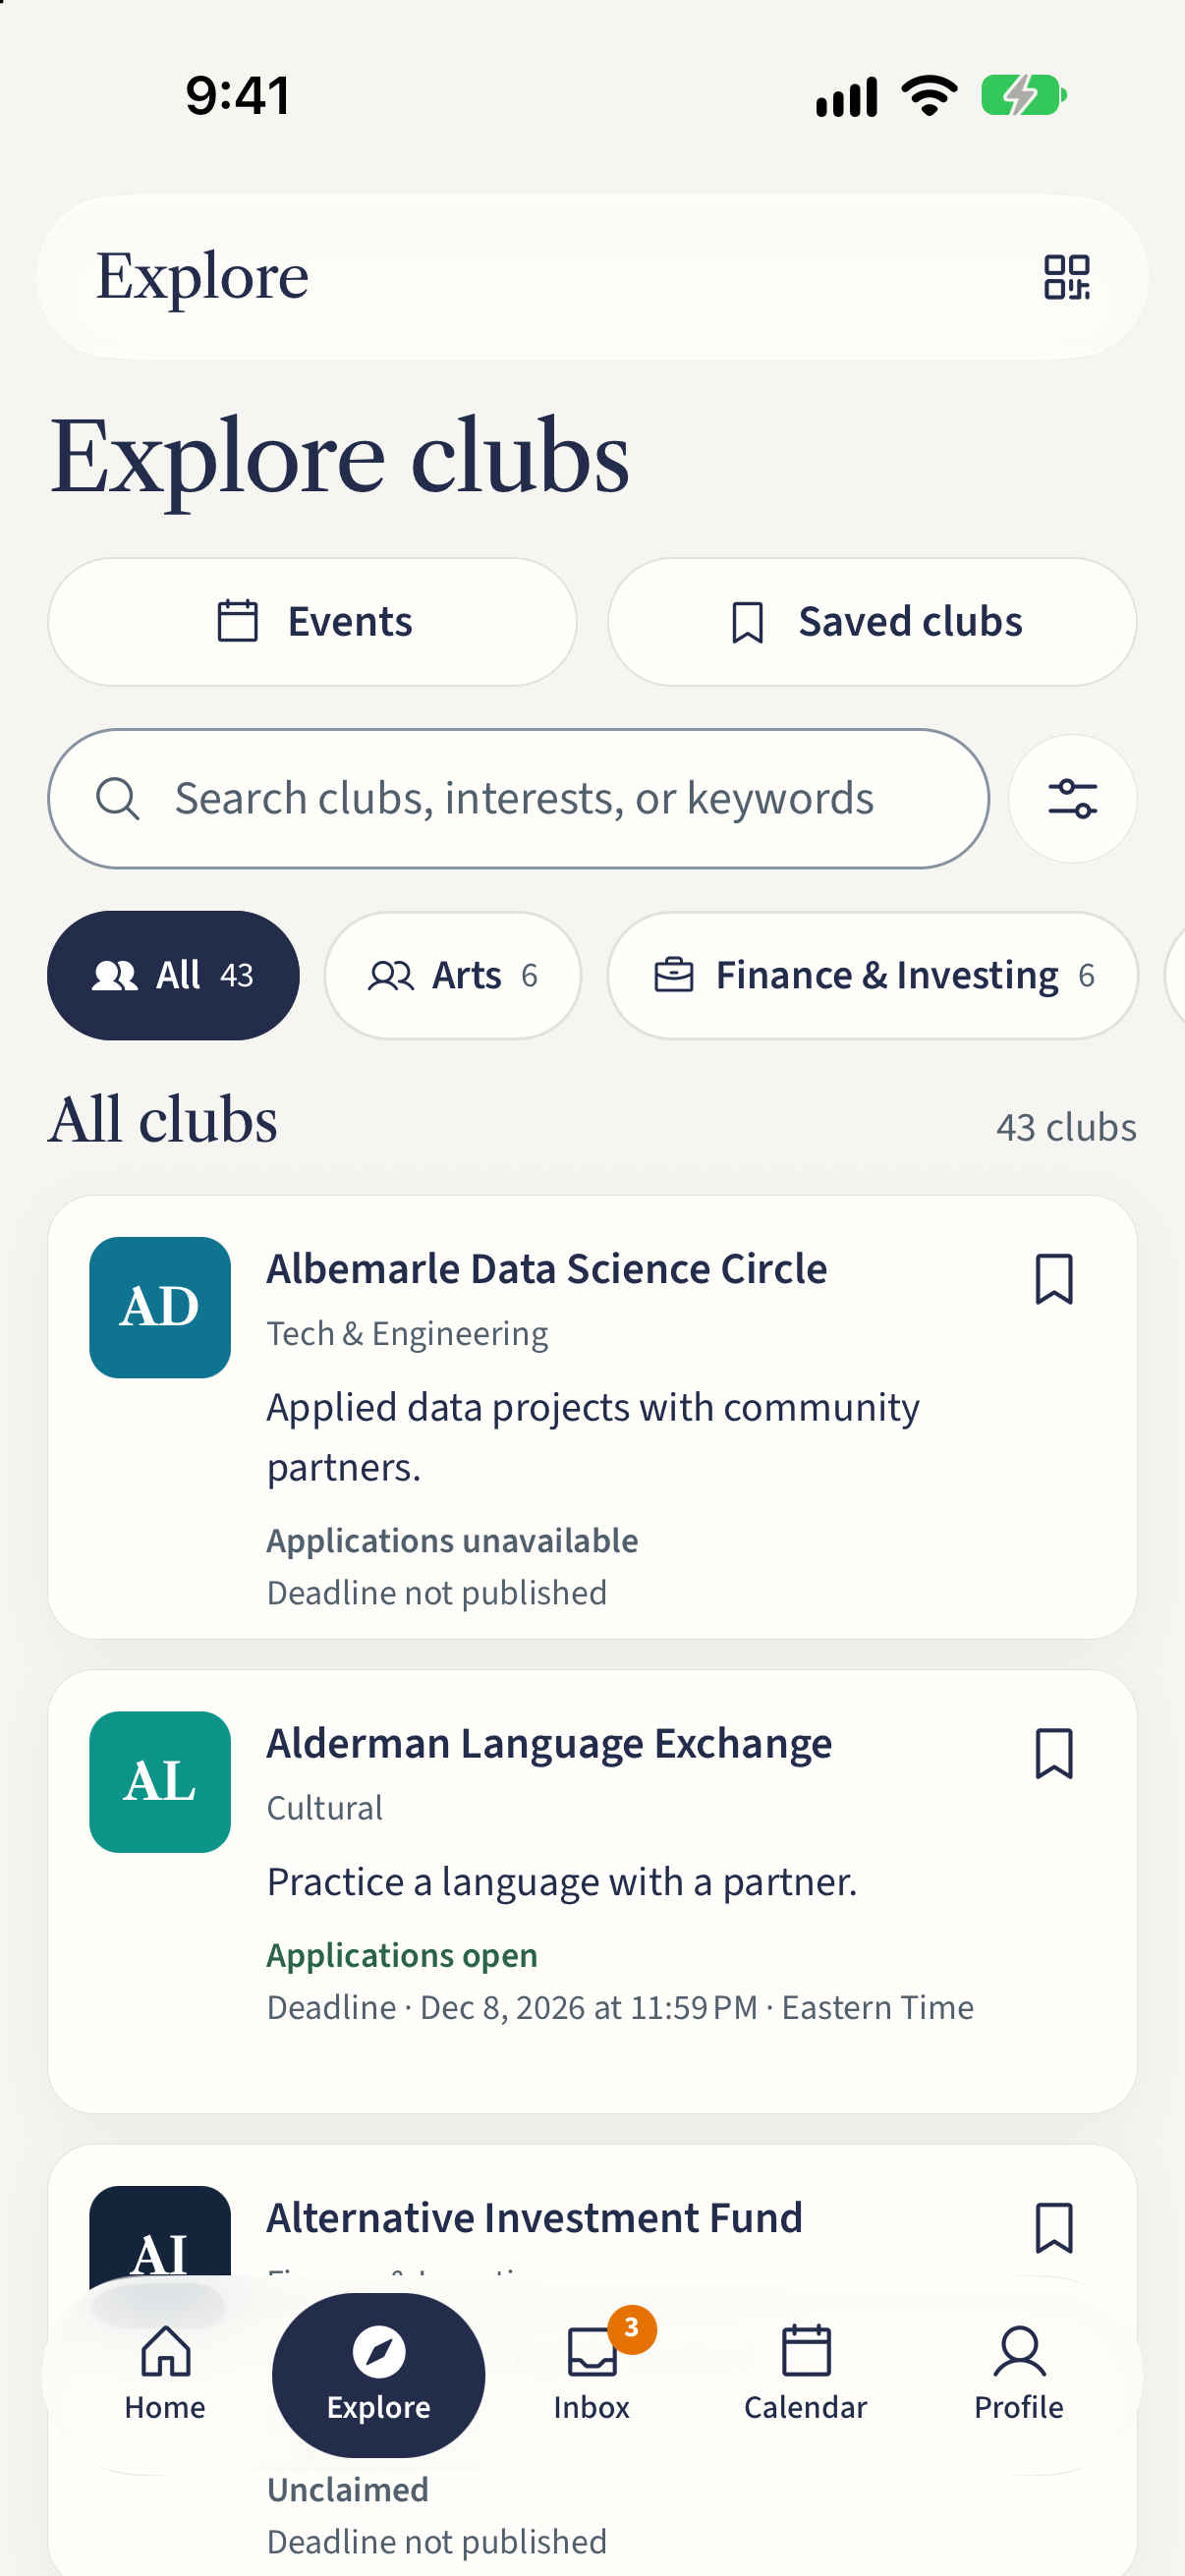 9:41
Explore
Explore clubs
Events
Saved clubs
Search clubs, interests, or keywords
All 43
Arts 6
Finance & Investing 6
All clubs
43 clubs
AD
Albemarle Data Science Circle
Tech & Engineering
Applied data projects with community
partners.
Applications unavailable
Deadline not published
AL
Alderman Language Exchange
Cultural
Practice a language with a partner.
Applications open
Deadline · Dec 8, 2026 at 11:59 PM · Eastern Time
AI
Alternative Investment Fund
3
Home
Explore
Inbox
Calendar
Profile
Unclaimed
Deadline not published